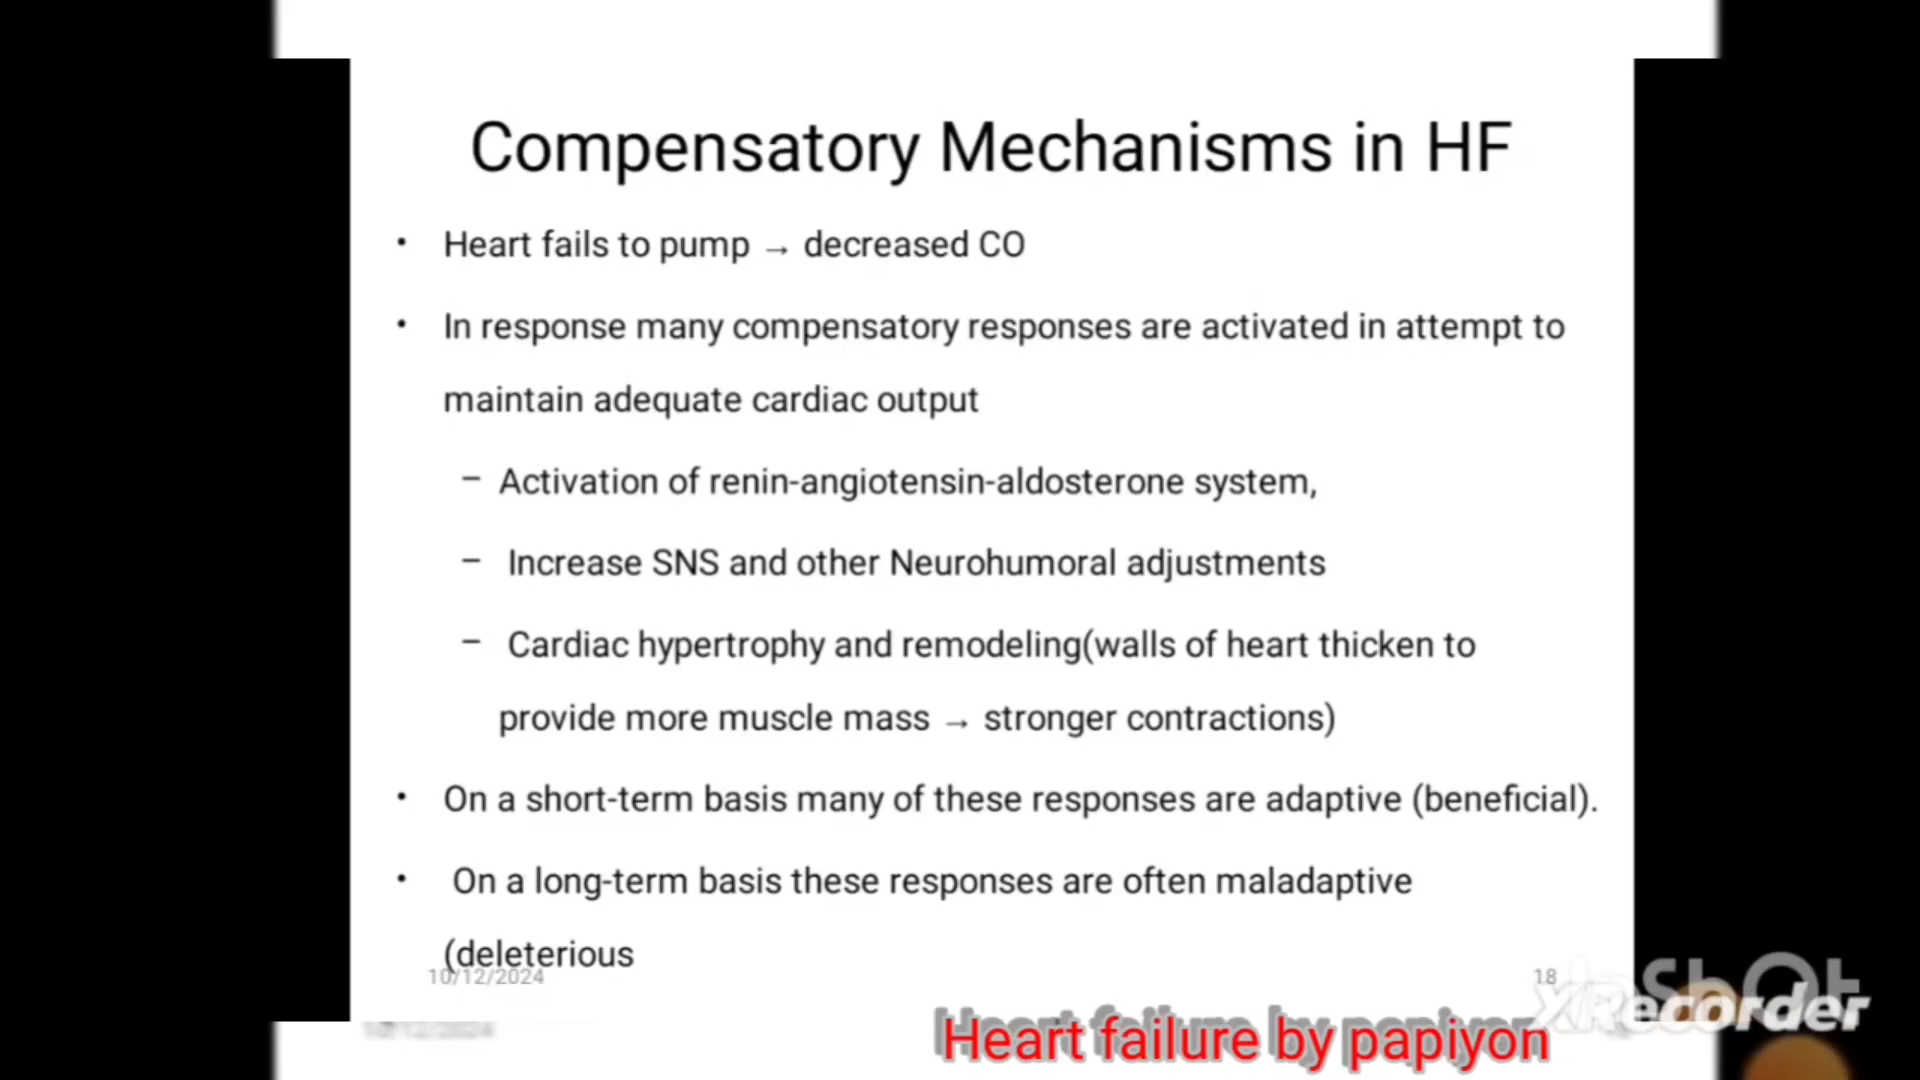 Compensatory Mechanisms in HF
• Heart fails to pump → decreased CO
• In response many compensatory responses are activated in attempt to
maintain adequate cardiac output
– Activation of renin-angiotensin-aldosterone system,
– Increase SNS and other Neurohumoral adjustments
– Cardiac hypertrophy and remodeling(walls of heart thicken to
provide more muscle mass → stronger contractions)
• On a short-term basis many of these responses are adaptive (beneficial).
• On a long-term basis these responses are often maladaptive
(deleterious
10/12/2024
18
InShOt
XRecorder
10/12/2024
Heart failure by papiyon